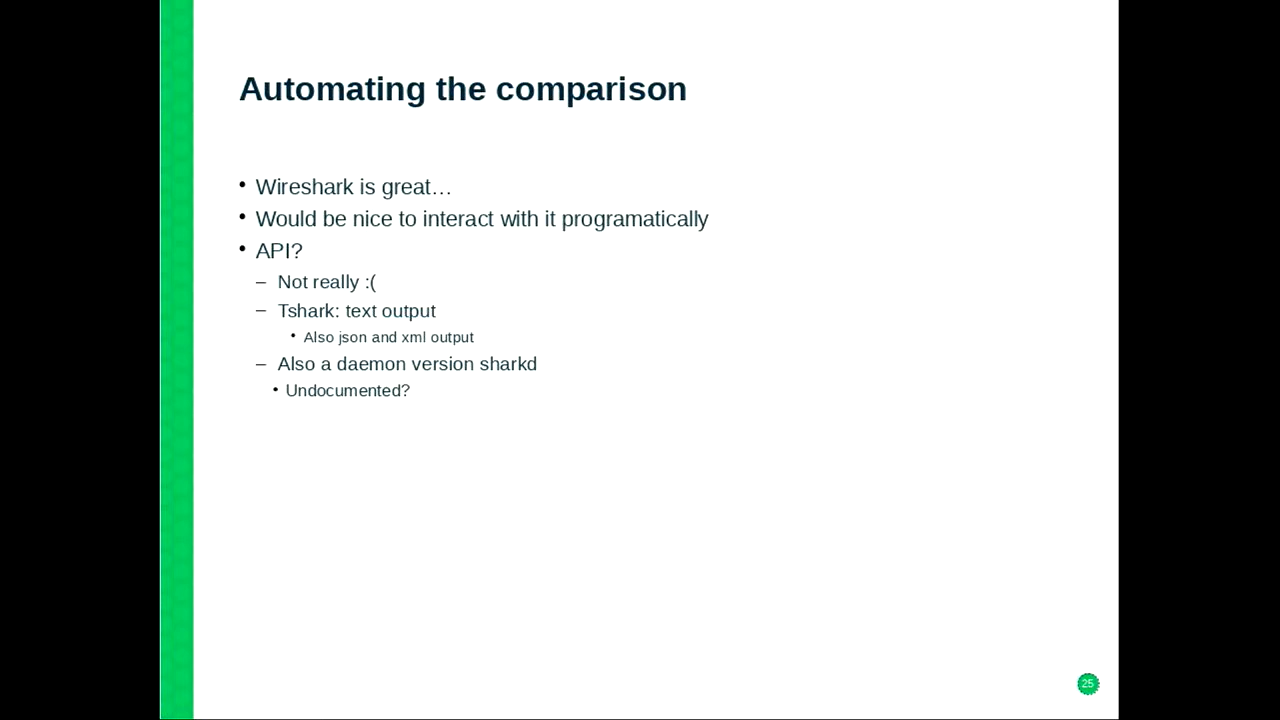 Automating the comparison
• Wireshark is great…
• Would be nice to interact with it programatically
• API?
– Not really :(
– Tshark: text output
• Also json and xml output
– Also a daemon version sharkd
• Undocumented?
25